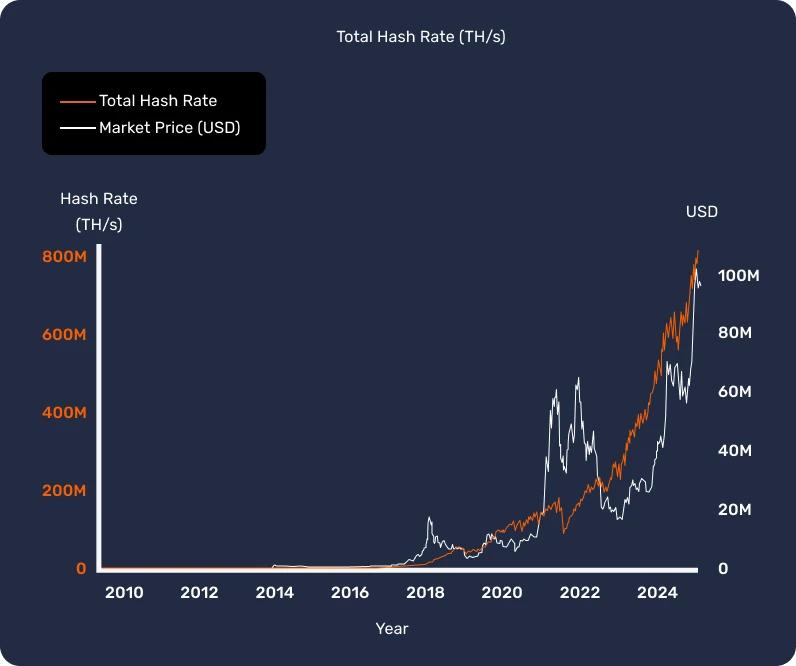 Total Hash Rate (TH/s)
Total Hash Rate
Market Price (USD)
Hash Rate
(TH/s)
USD
800M
600M
400M
200M
0
100M
80M
60M
40M
20M
0
2010 2012 2014 2016 2018 2020 2022 2024
Year